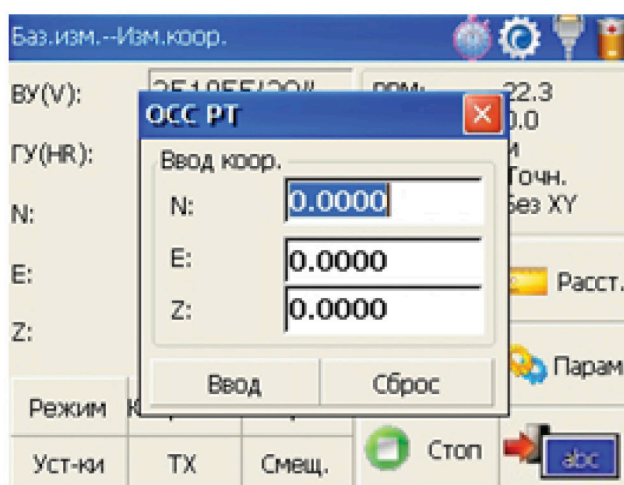 Баз.изм.--Изм.коор.
ВУ(V):
22.3
OCC PT
ГУ(HR):
Ввод коор.
Точн.
N: 0.0000
Без XY
N:
E: 0.0000
E:
Расст.
Z: 0.0000
Z:
Ввод Сброс
Парам
Режим
Стоп
abc
Уст-ки ТХ Смещ.